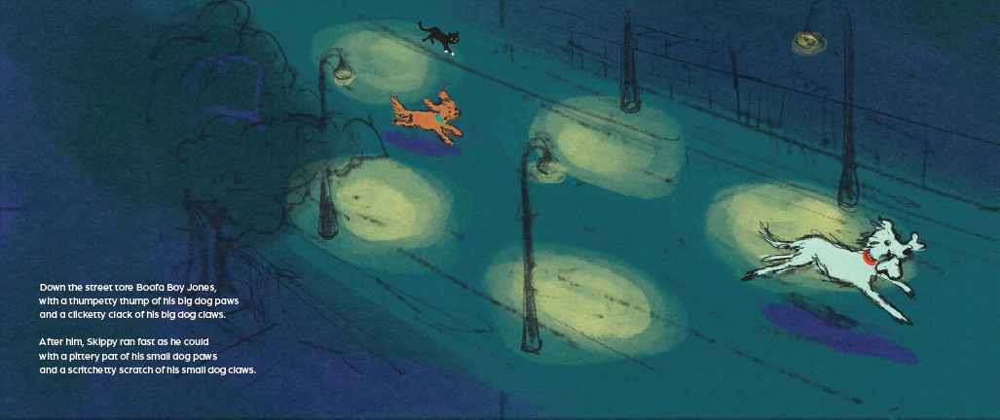 Down the street tore Boofa Boy Jones,
with a thumpetty thump of his big dog paws
and a clicketty clack of his big dog claws.
After him, Skippy ran fast as he could
with a pittery pat of his small dog paws
and a scritchetty scratch of his small dog claws.